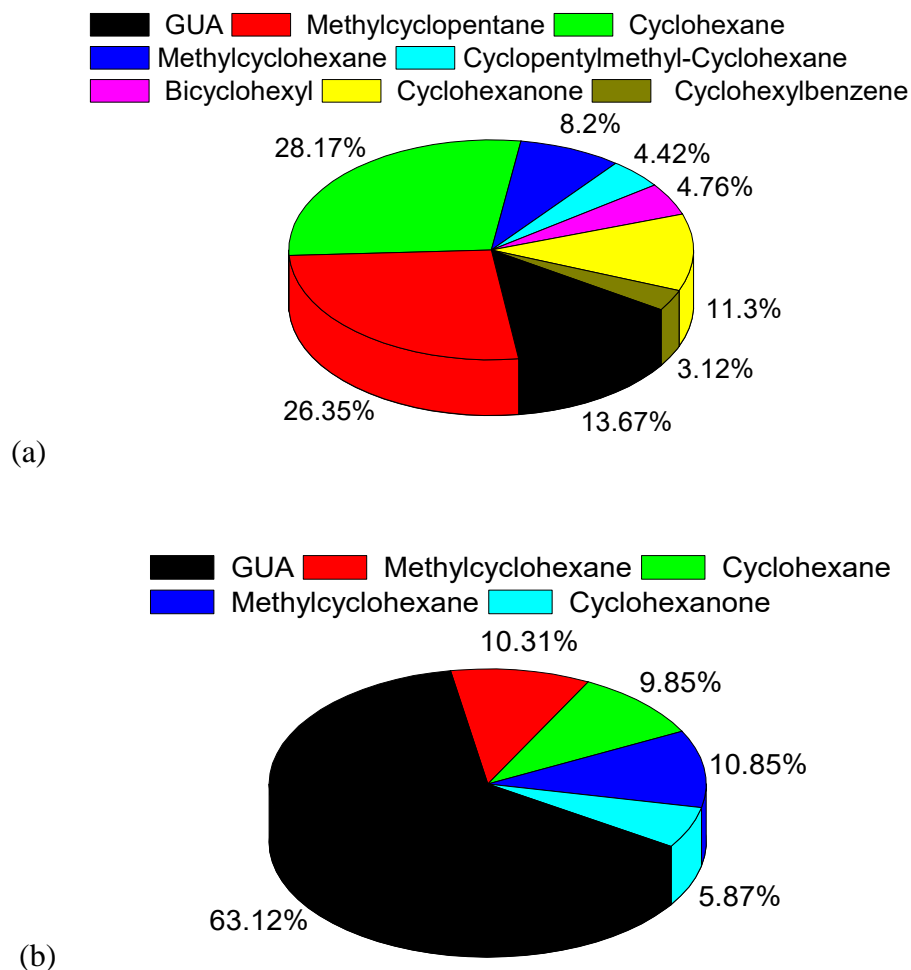 GUA Methylcyclopentane Cyclohexane
Methylcyclohexane Cyclopentylmethyl-Cyclohexane
Bicyclohexyl Cyclohexanone Cyclohexylbenzene
28.17%
8.2%
4.42%
4.76%
11.3%
3.12%
13.67%
26.35%
(a)
GUA Methylcyclohexane Cyclohexane
Methylcyclohexane Cyclohexanone
10.31%
9.85%
10.85%
5.87%
63.12%
(b)